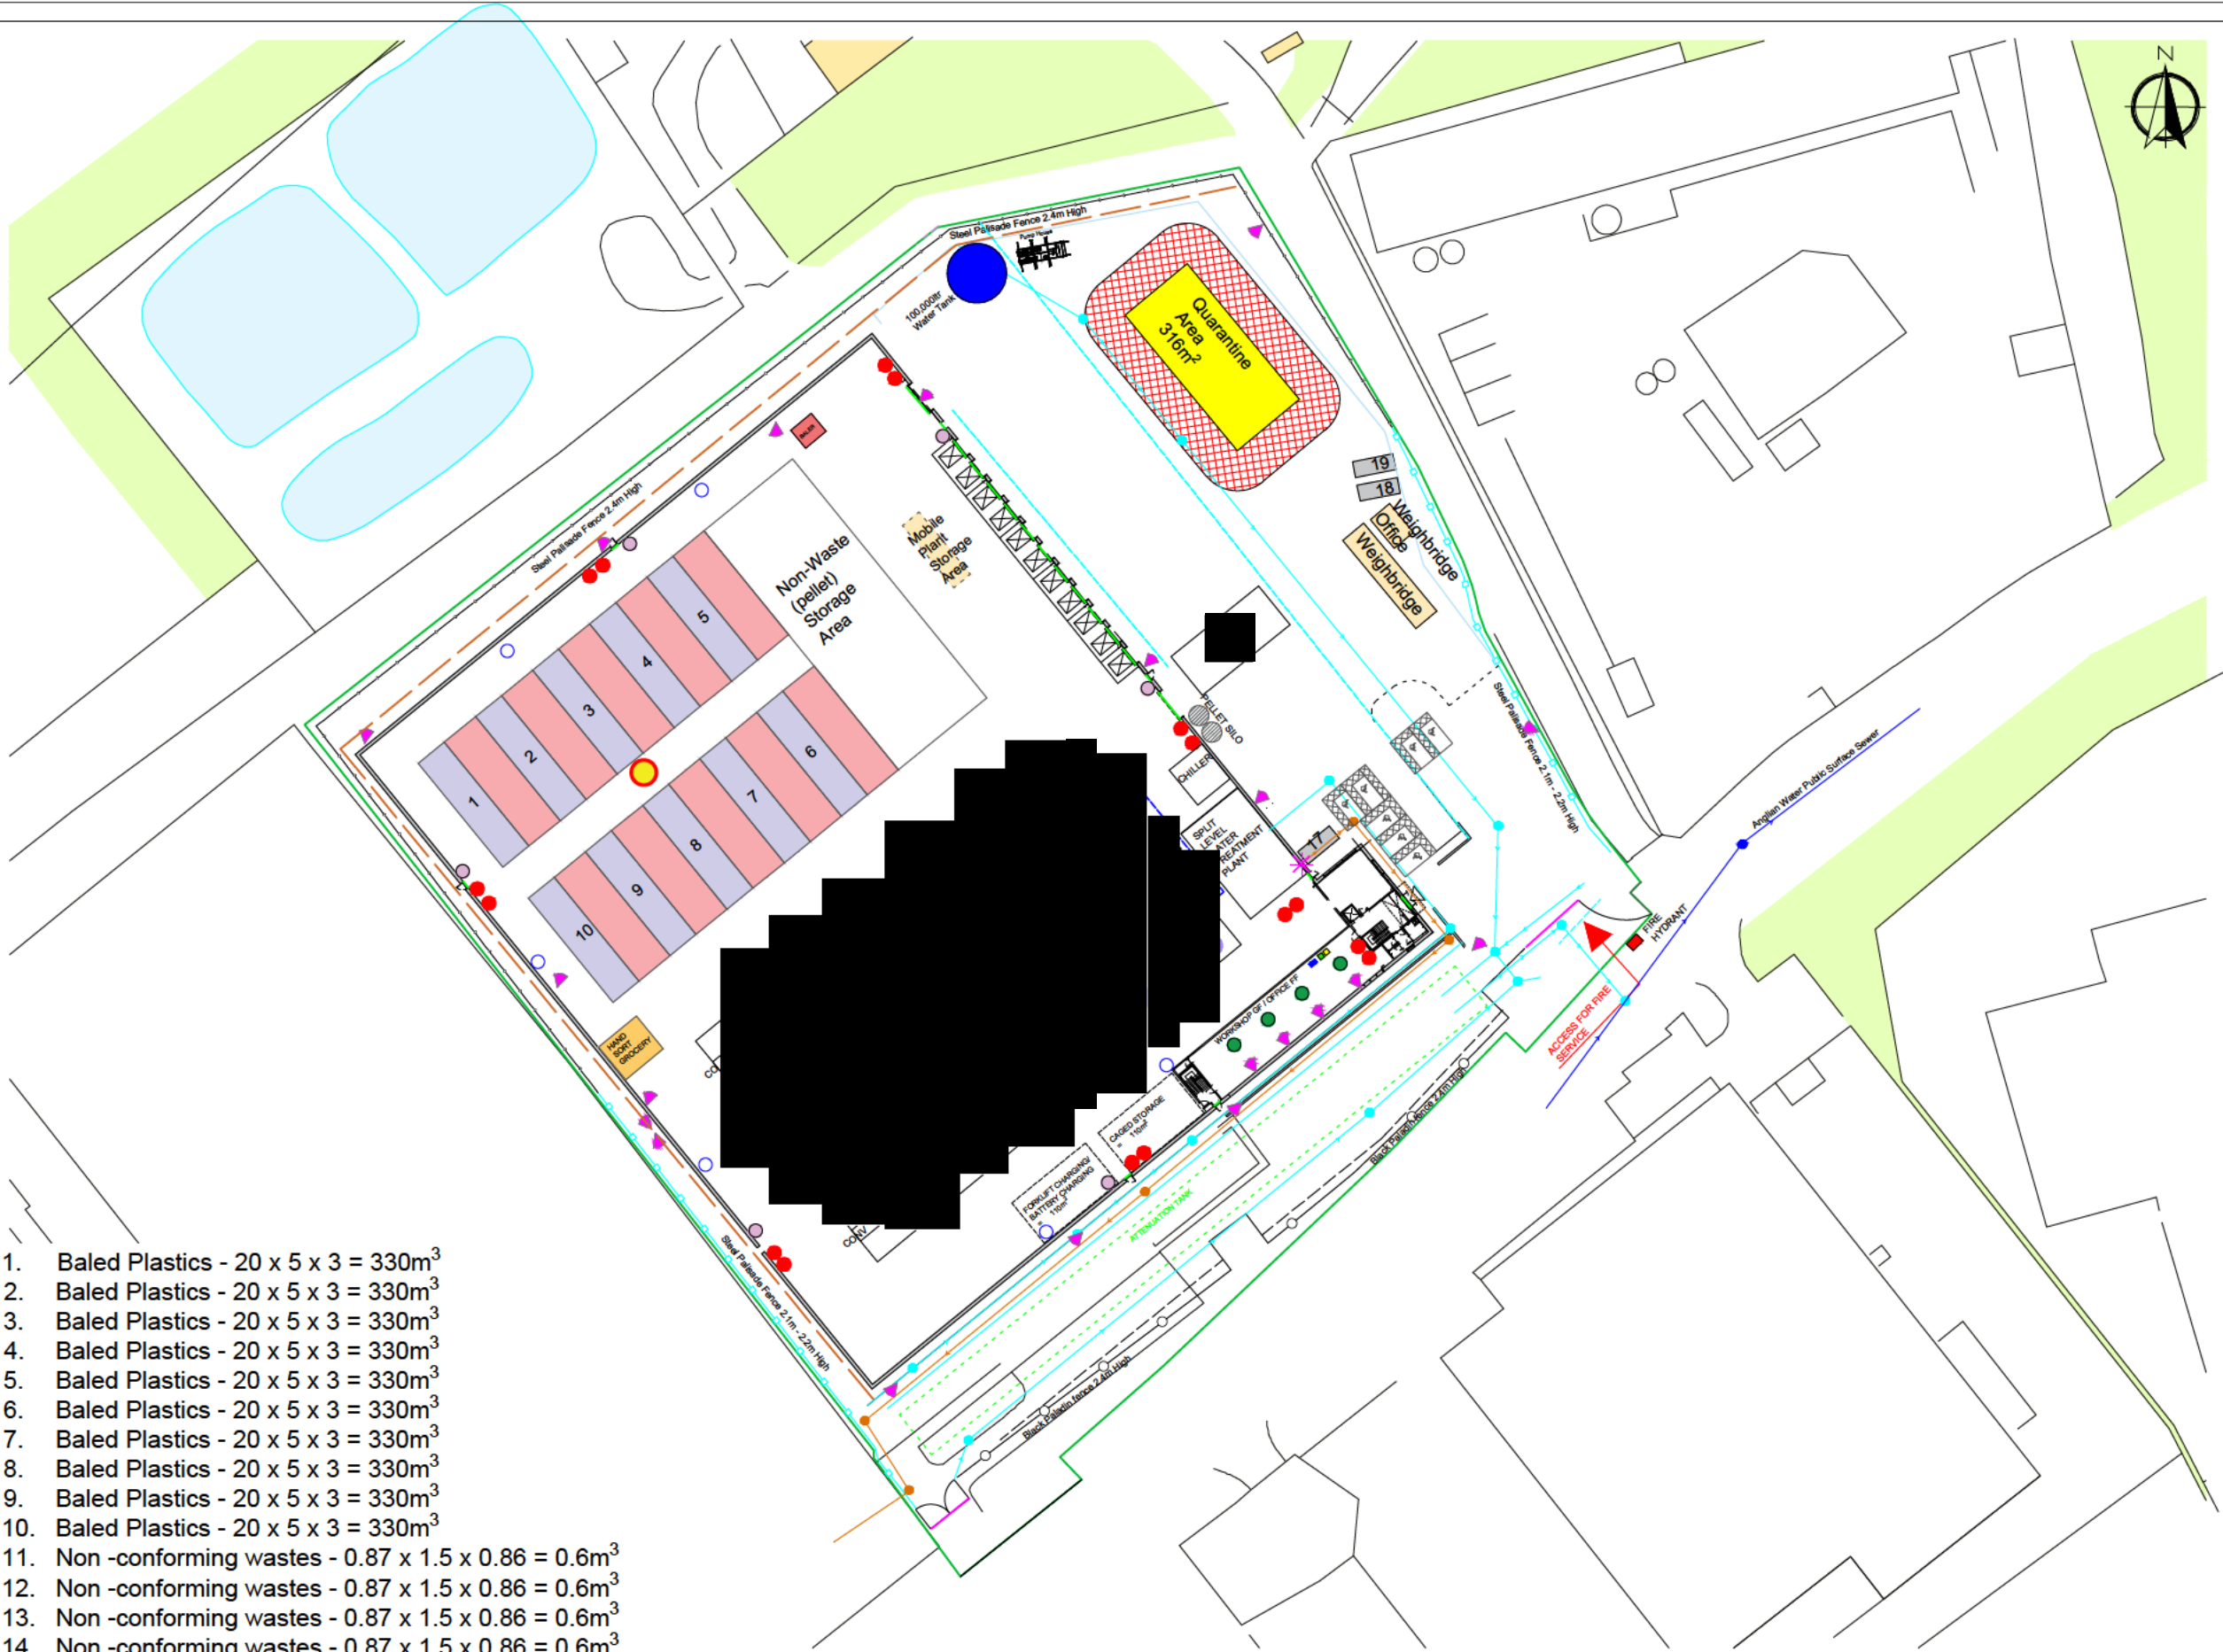 N
Steel Palisade Fence 2.4m High
Pump House
100,000ltr
Water Tank
Quarantine
Area
316m²
BALER
19
18
Weighbridge
Office
Weighbridge
Steel Palisade Fence 2.4m High
Mobile
Plant
Storage
Area
Non-Waste
(pellet)
Storage
Area
5
4
3
2
1
6
7
8
9
10
PELLET SILO
CHILLER
SPLIT
LEVEL
PLANT
17
Steel Palisade Fence 2.1m - 2.2m High
Anglian Water Public Surface Sewer
FIRE
HYDRANT
ACCESS FOR FIRE
SERVICE
WORKSHOP GF / OFFICE FF
HAND
SORT
GROCERY
CO
CAGED STORAGE
= 110m²
FORKLIFT CHARGING/
BATTERY CHARGING
= 110m²
CONV
ATTENUATION TANK
Black Paladin fence 2.4m High
Steel Palisade Fence 2.1m - 2.2m High
Black Paladin fence 2.4m High
1. Baled Plastics - 20 x 5 x 3 = 330m³
2. Baled Plastics - 20 x 5 x 3 = 330m³
3. Baled Plastics - 20 x 5 x 3 = 330m³
4. Baled Plastics - 20 x 5 x 3 = 330m³
5. Baled Plastics - 20 x 5 x 3 = 330m³
6. Baled Plastics - 20 x 5 x 3 = 330m³
7. Baled Plastics - 20 x 5 x 3 = 330m³
8. Baled Plastics - 20 x 5 x 3 = 330m³
9. Baled Plastics - 20 x 5 x 3 = 330m³
10. Baled Plastics - 20 x 5 x 3 = 330m³
11. Non -conforming wastes - 0.87 x 1.5 x 0.86 = 0.6m³
12. Non -conforming wastes - 0.87 x 1.5 x 0.86 = 0.6m³
13. Non -conforming wastes - 0.87 x 1.5 x 0.86 = 0.6m³
14. Non -conforming wastes - 0.87 x 1.5 x 0.86 = 0.6m³